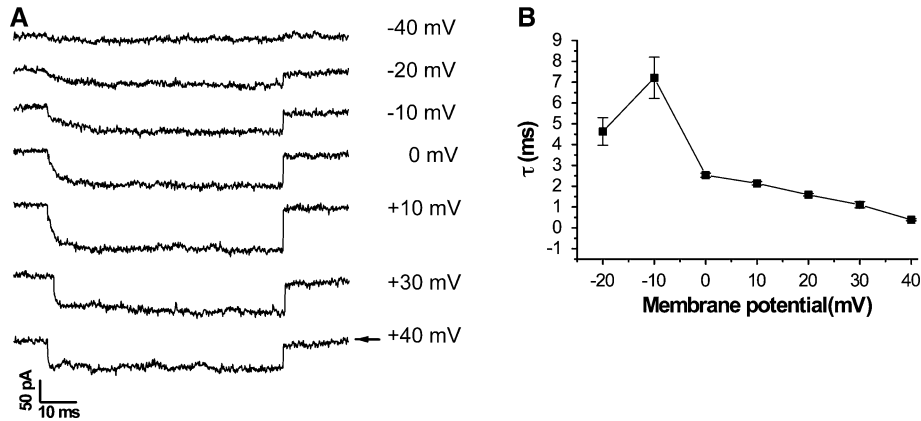 A
-40 mV
-20 mV
-10 mV
0 mV
+10 mV
+30 mV
+40 mV
50 pA
10 ms
B
9
8
7
6
5
4
3
2
1
0
-1
τ (ms)
-20 -10 0 10 20 30 40
Membrane potential(mV)